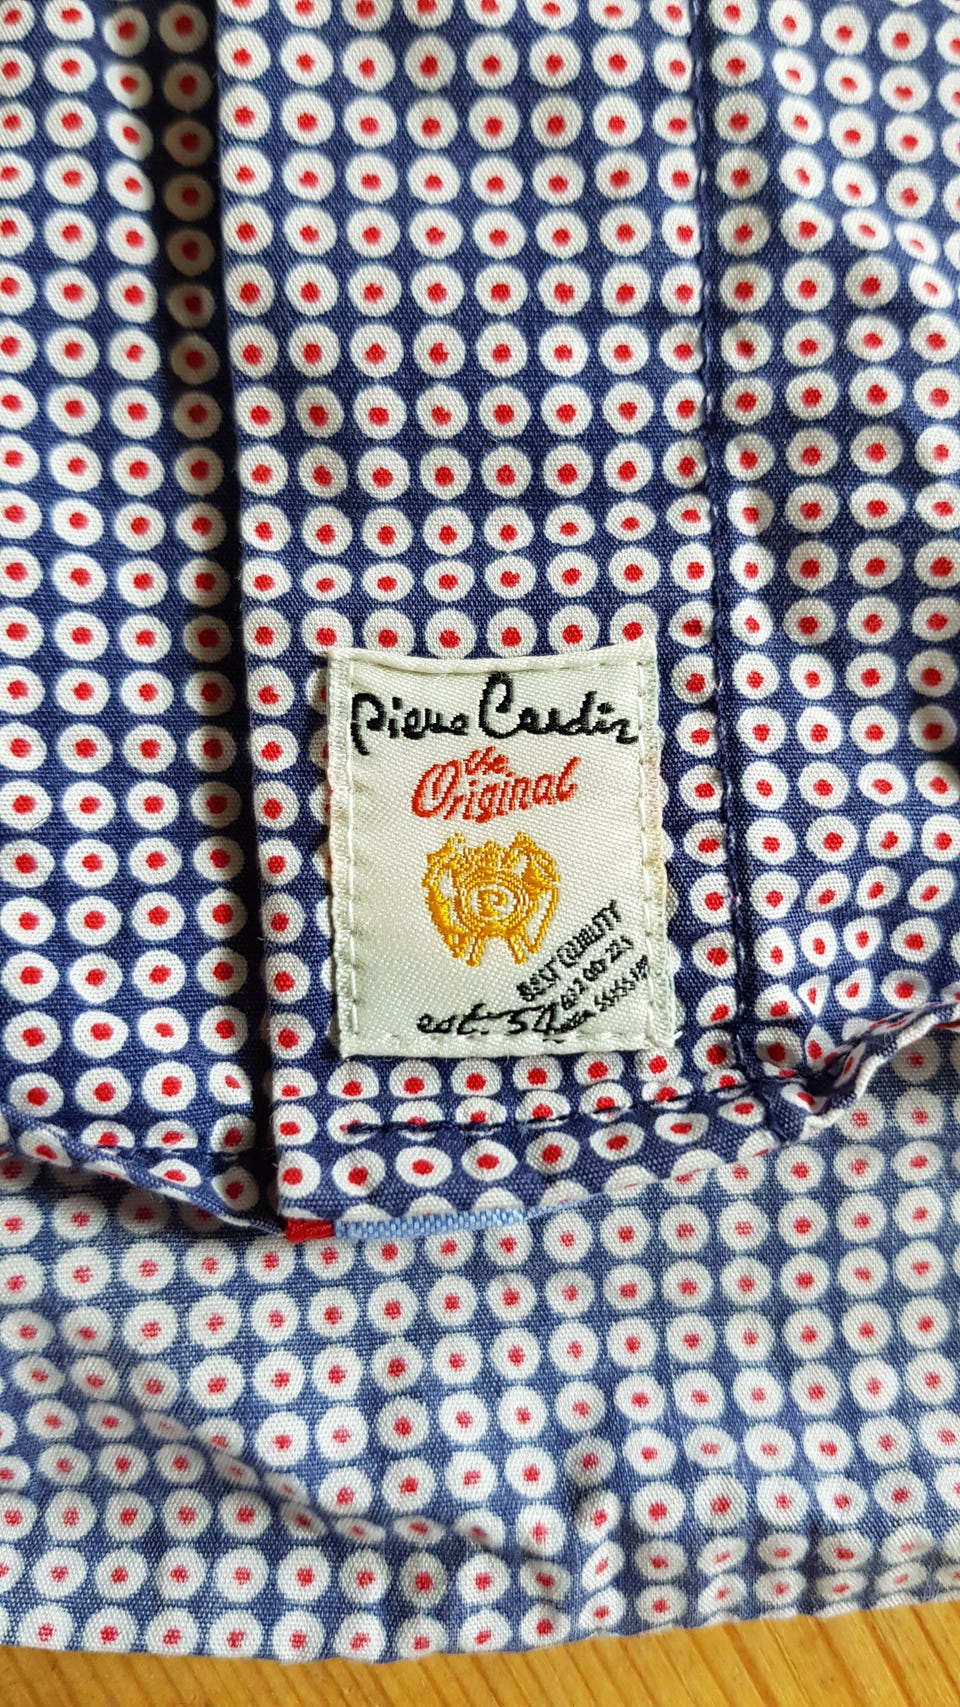 Pierre Cardin
the
Original
P
BEST QUALITY
est. 54